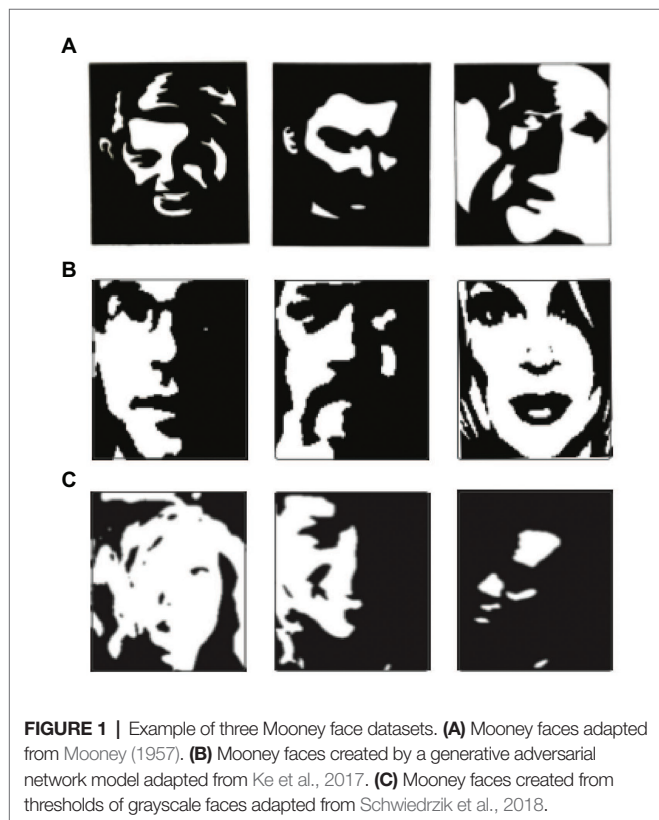 A
B
C
FIGURE 1 | Example of three Mooney face datasets. (A) Mooney faces adapted
from Mooney (1957). (B) Mooney faces created by a generative adversarial
network model adapted from Ke et al., 2017. (C) Mooney faces created from
thresholds of grayscale faces adapted from Schwiedrzik et al., 2018.